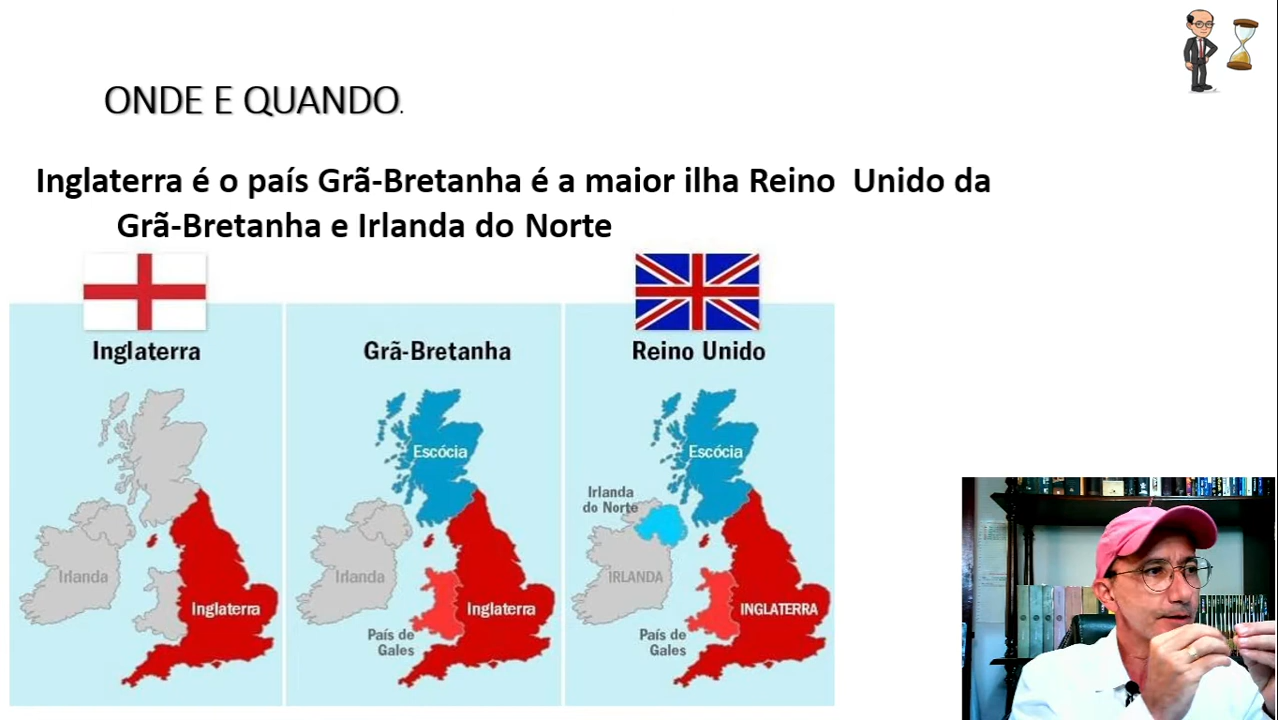 ONDE E QUANDO.
Inglaterra é o país Grã-Bretanha é a maior ilha Reino Unido da
Grã-Bretanha e Irlanda do Norte
Inglaterra
Irlanda
Inglaterra
Grã-Bretanha
Escócia
Irlanda
Inglaterra
País de
Gales
Reino Unido
Escócia
Irlanda
do Norte
IRLANDA
INGLATERRA
País de
Gales